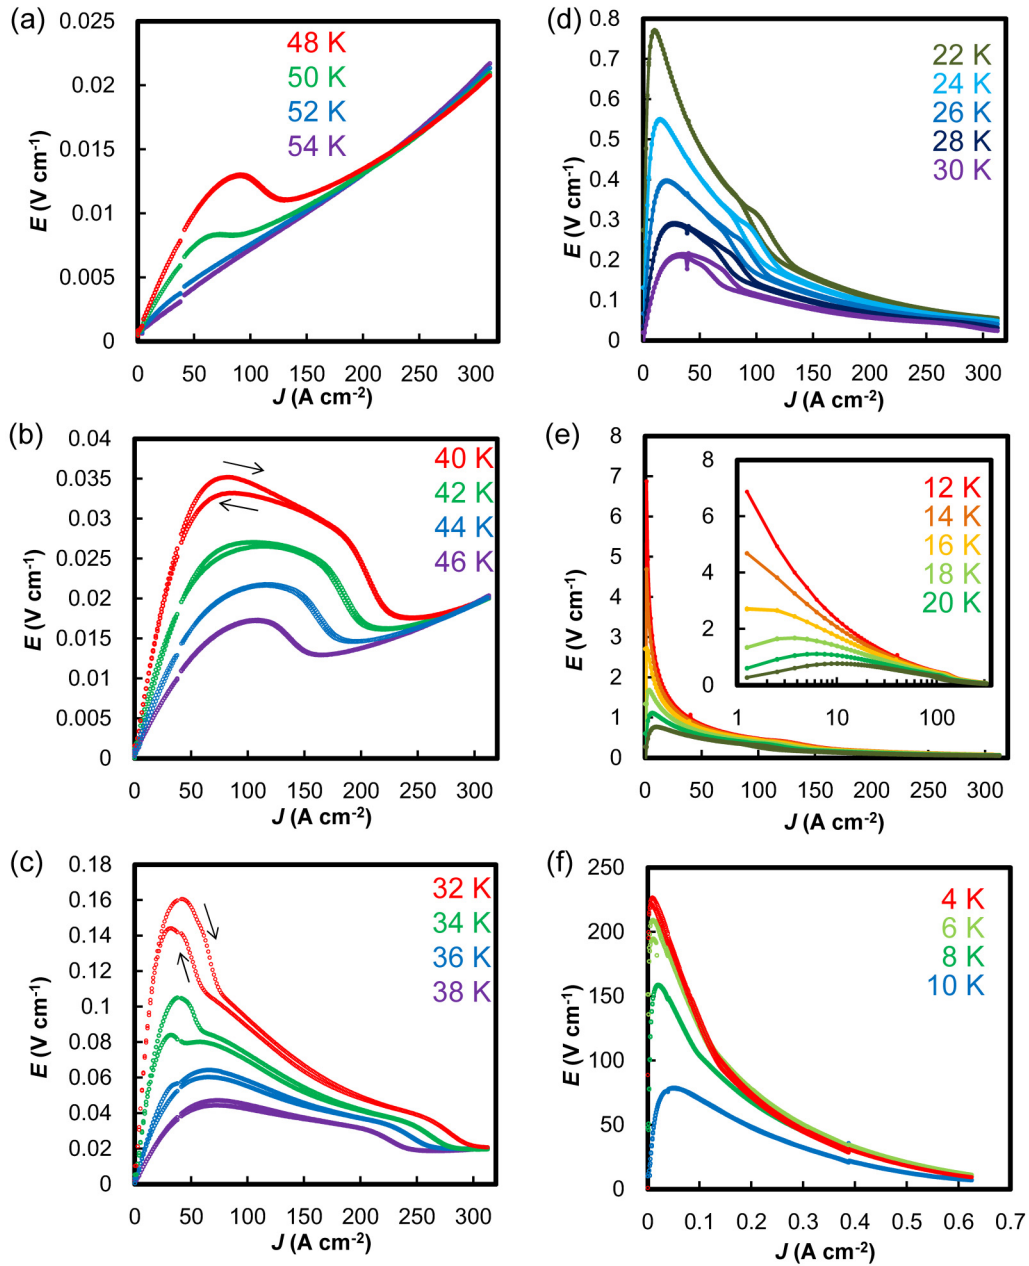 (a)
0.025
0.02
0.015
0.01
0.005
0
E (V cm-1)
48 K
50 K
52 K
54 K
0 50 100 150 200 250 300
J (A cm-2)
(b)
0.04
0.035
0.03
0.025
0.02
0.015
0.01
0.005
0
E (V cm-1)
40 K
42 K
44 K
46 K
0 50 100 150 200 250 300
J (A cm-2)
(c)
0.18
0.16
0.14
0.12
0.1
0.08
0.06
0.04
0.02
0
E (V cm-1)
32 K
34 K
36 K
38 K
0 50 100 150 200 250 300
J (A cm-2)
(d)
0.8
0.7
0.6
0.5
0.4
0.3
0.2
0.1
0
E (V cm-1)
22 K
24 K
26 K
28 K
30 K
0 50 100 150 200 250 300
J (A cm-2)
(e)
8
7
6
5
4
3
2
1
0
E (V cm-1)
8
6
4
2
0
1 10 100
12 K
14 K
16 K
18 K
20 K
0 50 100 150 200 250 300
J (A cm-2)
(f)
250
200
150
100
50
0
E (V cm-1)
4 K
6 K
8 K
10 K
0 0.1 0.2 0.3 0.4 0.5 0.6 0.7
J (A cm-2)